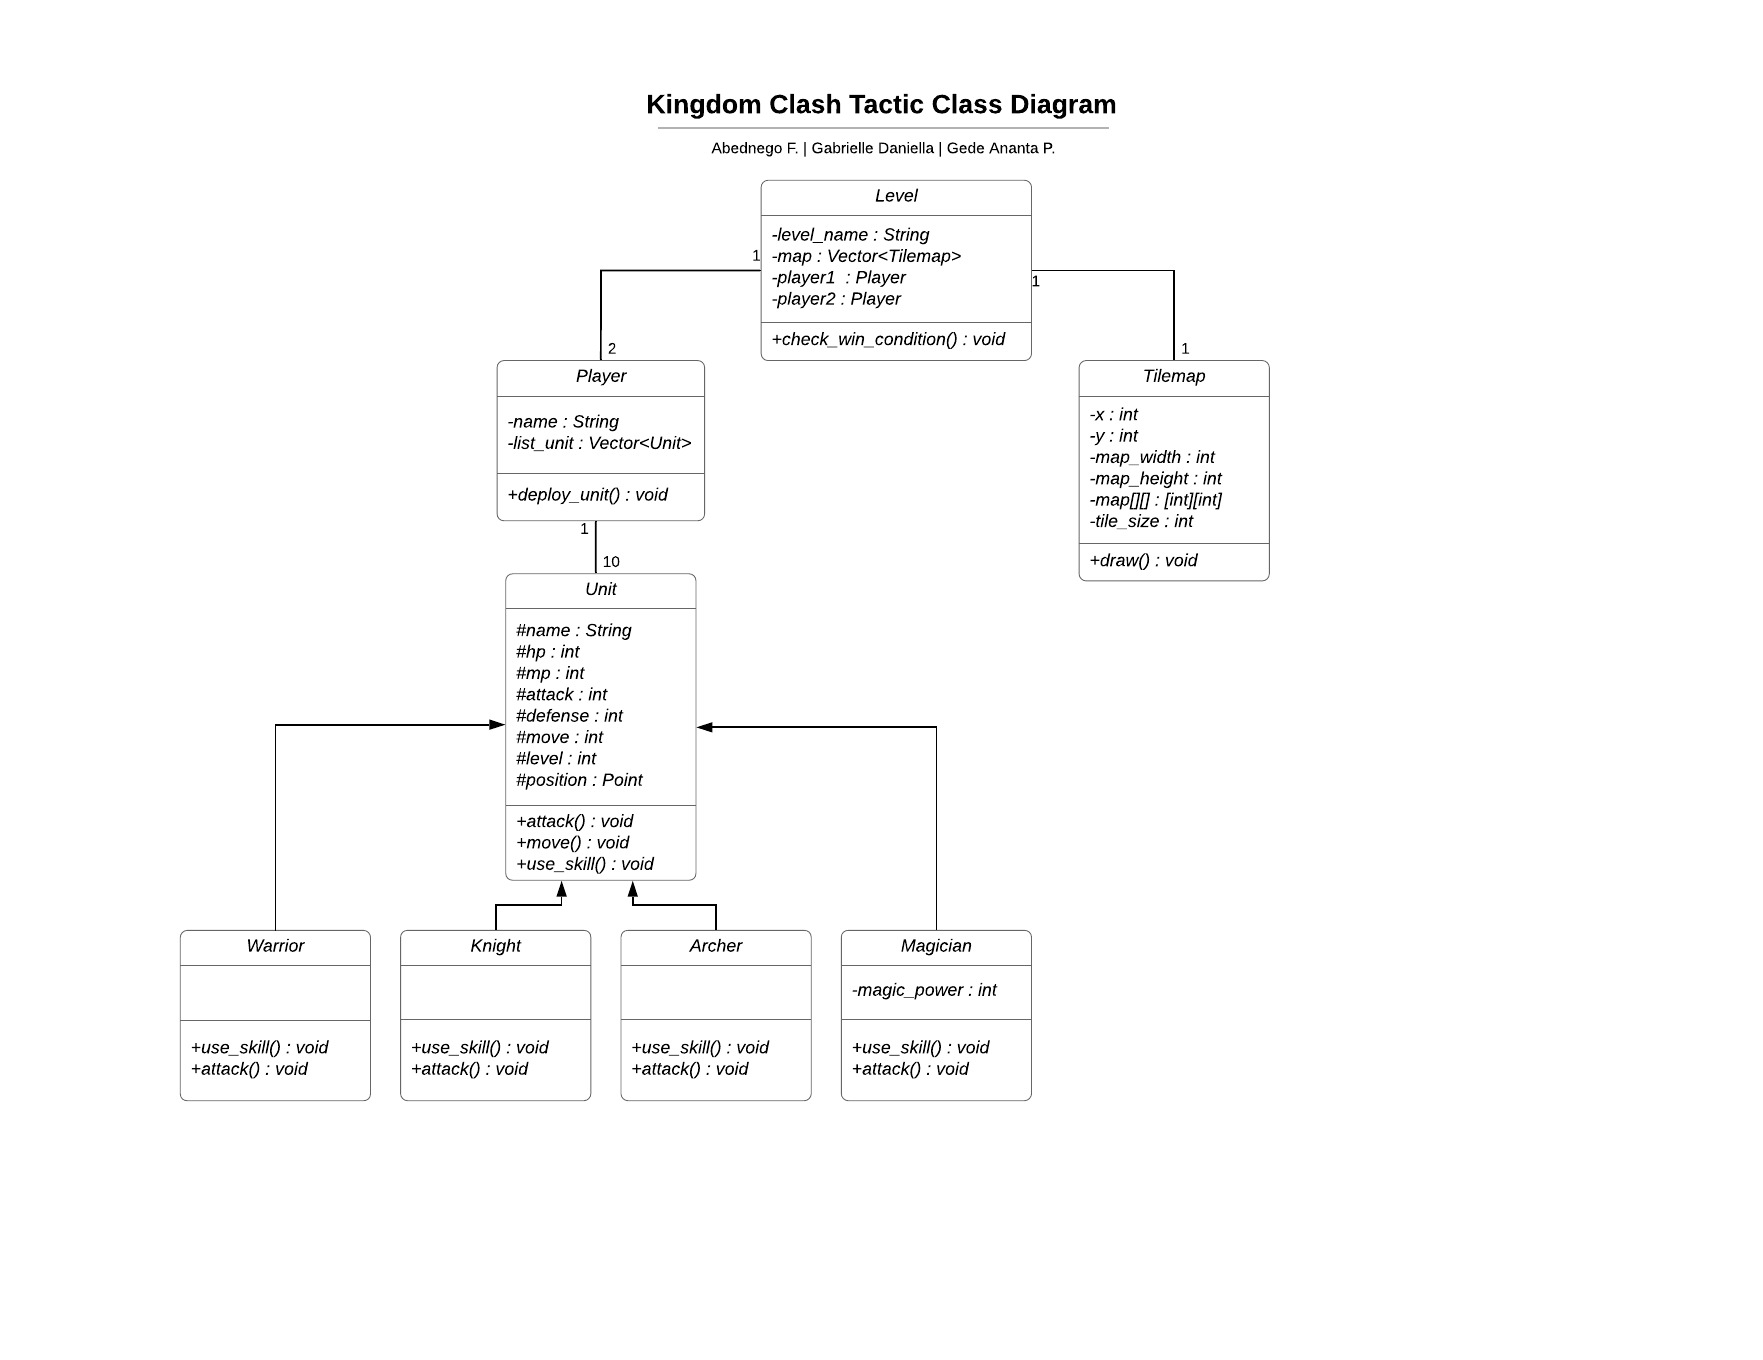 Kingdom Clash Tactic Class Diagram
Abednego F. | Gabrielle Daniella | Gede Ananta P.
Level
-level_name : String
-map : Vector<Tilemap>
-player1  : Player
-player2 : Player
+check_win_condition() : void
1
1
2
1
Player
-name : String
-list_unit : Vector<Unit>
+deploy_unit() : void
Tilemap
-x : int
-y : int
-map_width : int
-map_height : int
-map[][] : [int][int]
-tile_size : int
+draw() : void
1
10
Unit
#name : String
#hp : int
#mp : int
#attack : int
#defense : int
#move : int
#level : int
#position : Point
+attack() : void
+move() : void
+use_skill() : void
Warrior
+use_skill() : void
+attack() : void
Knight
+use_skill() : void
+attack() : void
Archer
+use_skill() : void
+attack() : void
Magician
-magic_power : int
+use_skill() : void
+attack() : void